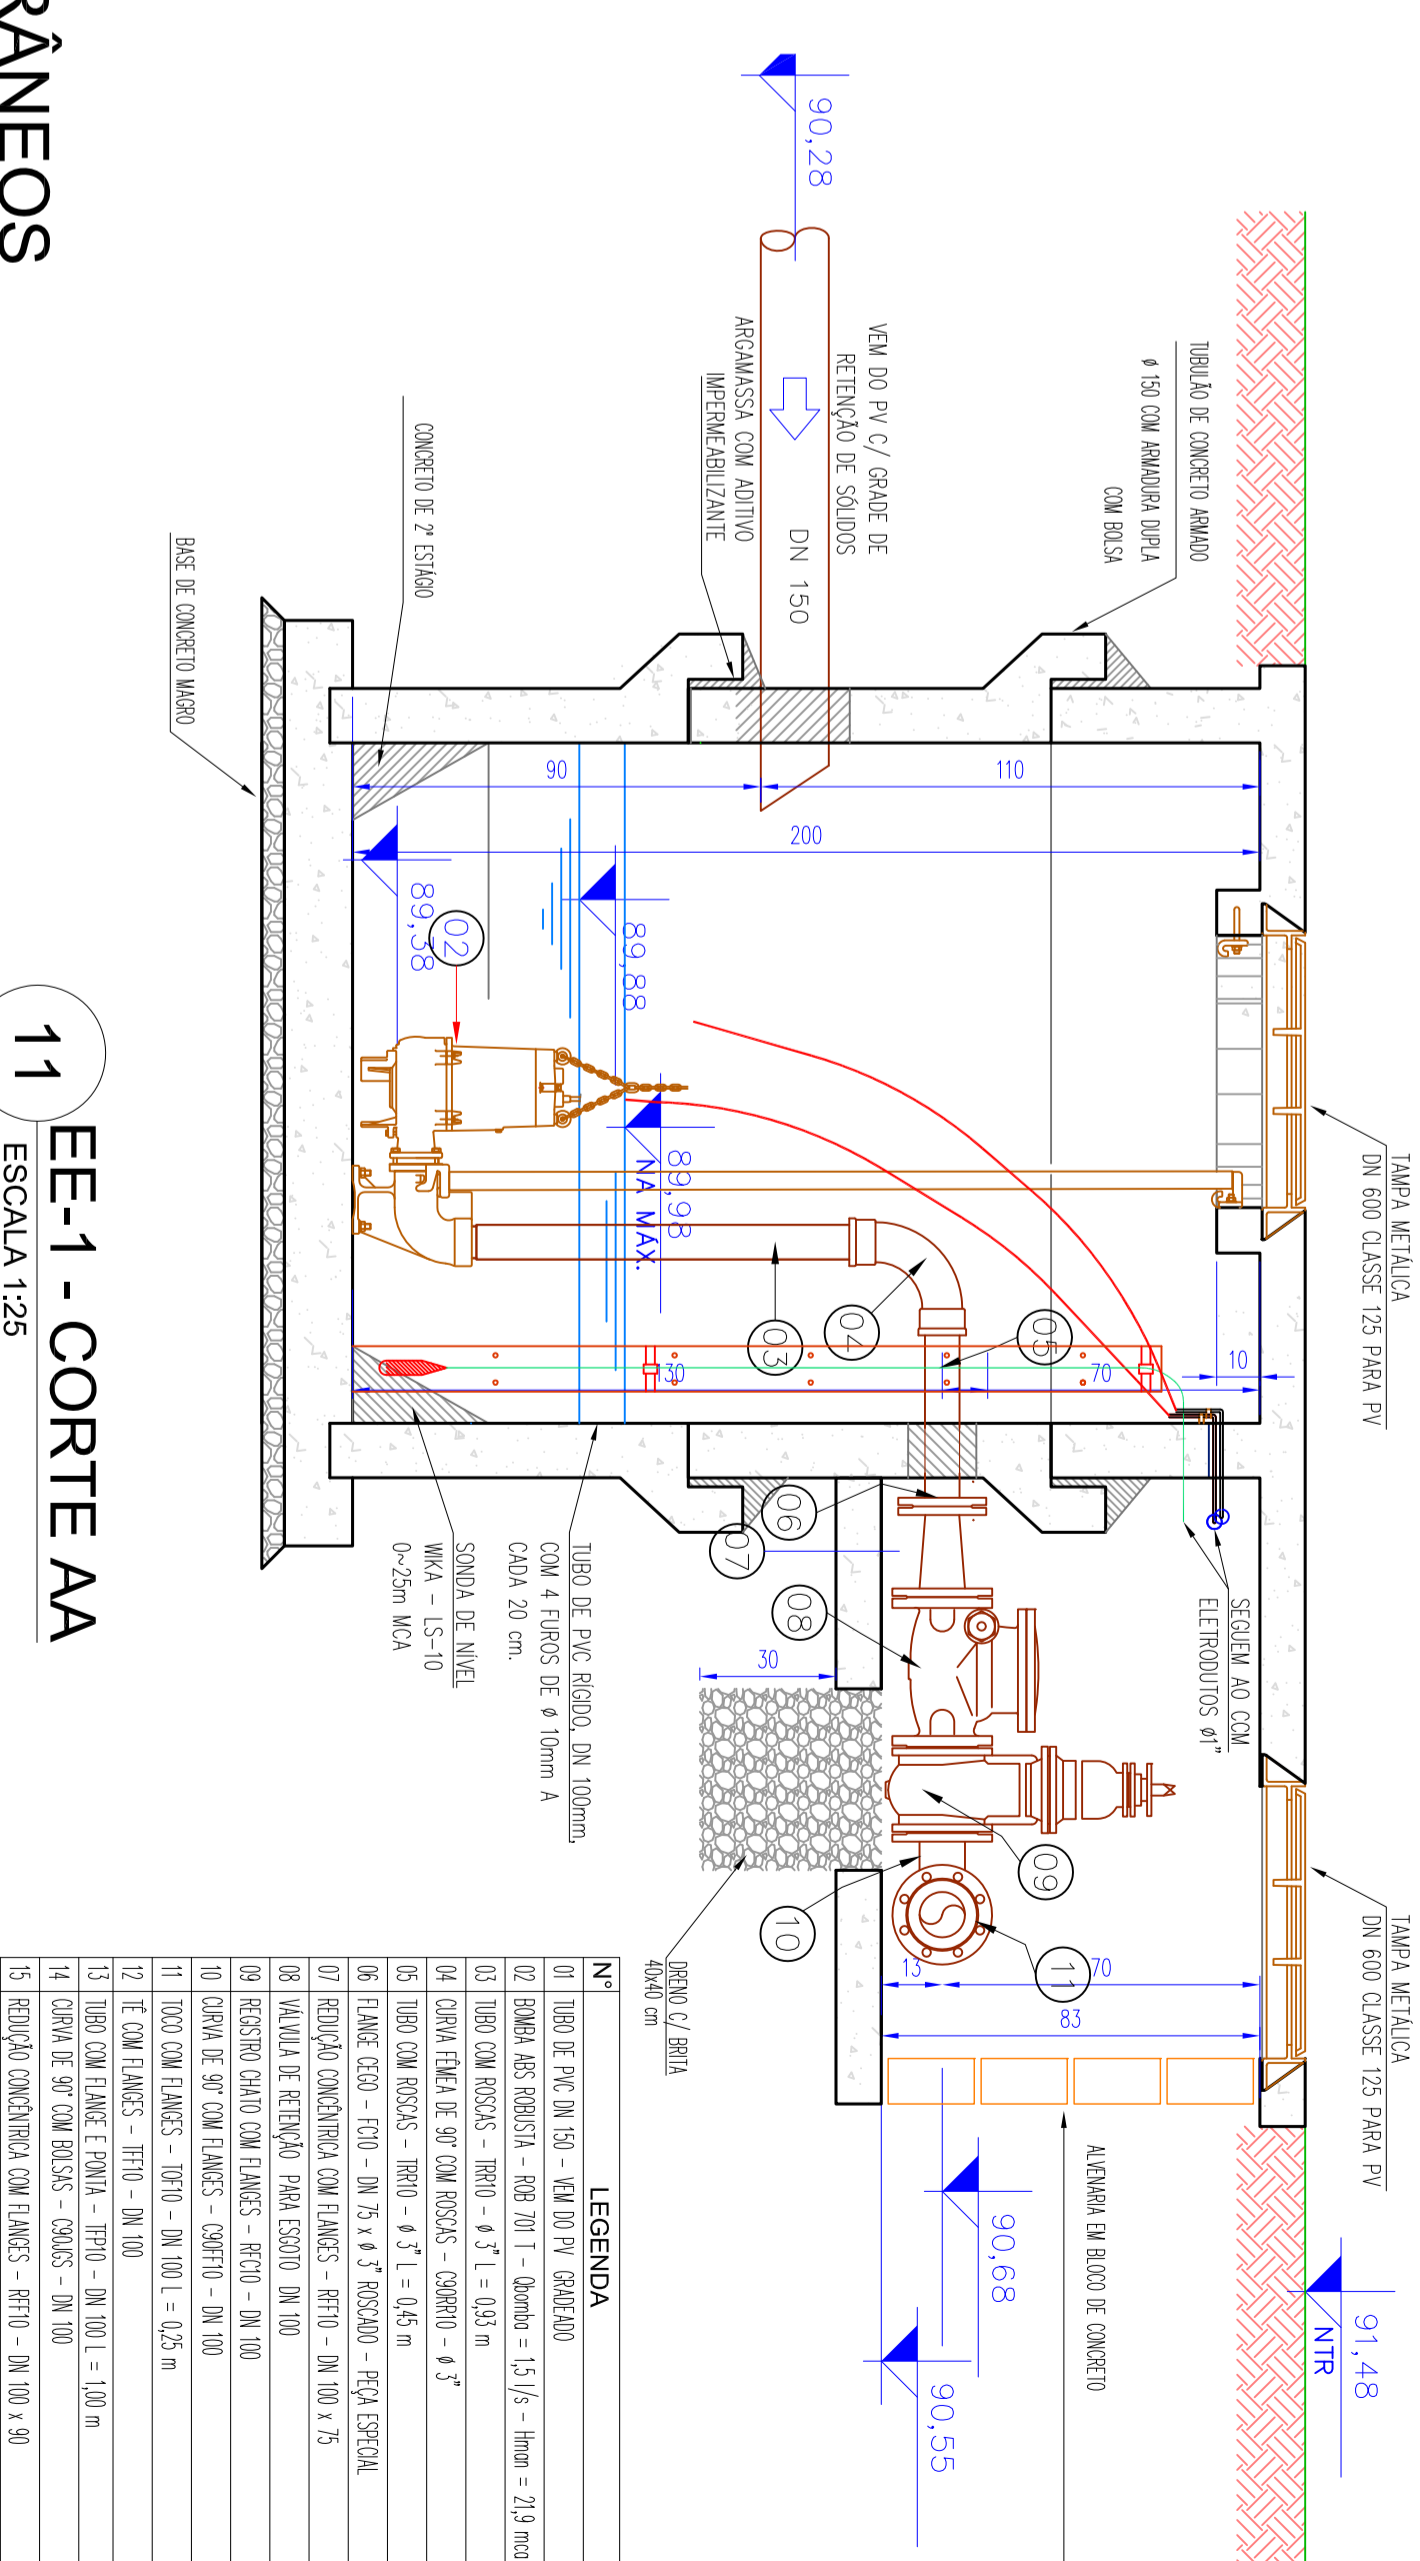 RÂNEOS
TAMPA METÁLICA
DN 600 CLASSE 125 PARA PV
TAMPA METÁLICA
DN 600 CLASSE 125 PARA PV
91,48
NTR
TUBULÃO DE CONCRETO ARMADO
ø 150 COM ARMADURA DUPLA
COM BOLSA
SEGUEM AO CCM
ELETRODUTOS ø1"
ALVENARIA EM BLOCO DE CONCRETO
10
110
70
70
83
13
05
09
11
90,68
90,55
90,28
VEM DO PV C/ GRADE DE
RETENÇÃO DE SÓLIDOS
DN 150
ARGAMASSA COM ADITIVO
IMPERMEABILIZANTE
200
90
130
04
03
06
07
08
30
10
DRENO C/ BRITA
40x40 cm
89,98
NA MÁX.
89,88
89,38
02
TUBO DE PVC RÍGIDO, DN 100mm,
COM 4 FUROS DE ø 10mm A
CADA 20 cm.
SONDA DE NÍVEL
WIKA - LS-10
0~25m MCA
CONCRETO DE 2° ESTÁGIO
BASE DE CONCRETO MAGRO
N° LEGENDA
01 TUBO DE PVC DN 150 - VEM DO PV GRADEADO
02 BOMBA ABS ROBUSTA - ROB 701 T - Qbomba = 1,5 l/s - Hman = 21,9 mca
03 TUBO COM ROSCAS - TRR10 - ø 3" L = 0,93 m
04 CURVA FÊMEA DE 90° COM ROSCAS - C90RR10 - ø 3"
05 TUBO COM ROSCAS - TRR10 - ø 3" L = 0,45 m
06 FLANGE CEGO - FC10 - DN 75 x ø 3" ROSCADO - PEÇA ESPECIAL
07 REDUÇÃO CONCÊNTRICA COM FLANGES - RFF10 - DN 100 x 75
08 VÁLVULA DE RETENÇÃO PARA ESGOTO DN 100
09 REGISTRO CHATO COM FLANGES - RFC10 - DN 100
10 CURVA DE 90° COM FLANGES - C90FF10 - DN 100
11 TOCO COM FLANGES - TOF10 - DN 100 L = 0,25 m
12 TÊ COM FLANGES - TFF10 - DN 100
13 TUBO COM FLANGE E PONTA - TFP10 - DN 100 L = 1,00 m
14 CURVA DE 90° COM BOLSAS - C90JGS - DN 100
15 REDUÇÃO CONCÊNTRICA COM FLANGES - RFF10 - DN 100 x 90
11 EE-1 - CORTE AA
ESCALA 1:25